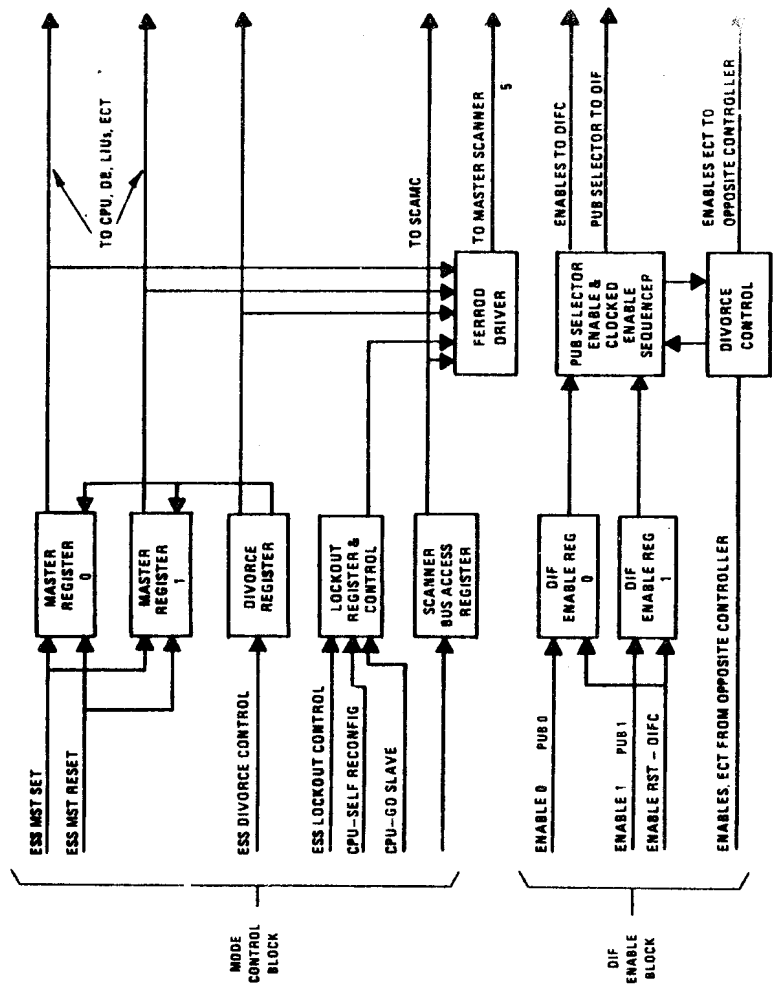 MODE
CONTROL
BLOCK
ESS MST SET
ESS MST RESET
ESS DIVORCE CONTROL
ESS LOCKOUT CONTROL
CPU-SELF RECONFIG
CPU-GO SLAVE
MASTER
REGISTER
0
MASTER
REGISTER
1
DIVORCE
REGISTER
LOCKOUT
REGISTER &
CONTROL
SCANNER
BUS ACCESS
REGISTER
TO CPU, DB, LIUs, ECT
TO SCAMC
FERROD
DRIVER
TO MASTER SCANNER
5
DIF
ENABLE
BLOCK
ENABLE 0 PUB 0
ENABLE 1 PUB 1
ENABLE RST - DIFC
ENABLES, ECT FROM OPPOSITE CONTROLLER
DIF
ENABLE REG
0
DIF
ENABLE REG
1
PUB SELECTOR
ENABLE &
CLOCKED
ENABLE
SEQUENCEP
DIVORCE
CONTROL
ENABLES TO DIFC
PUB SELECTOR TO DIF
ENABLES ECT TO
OPPOSITE CONTROLLER